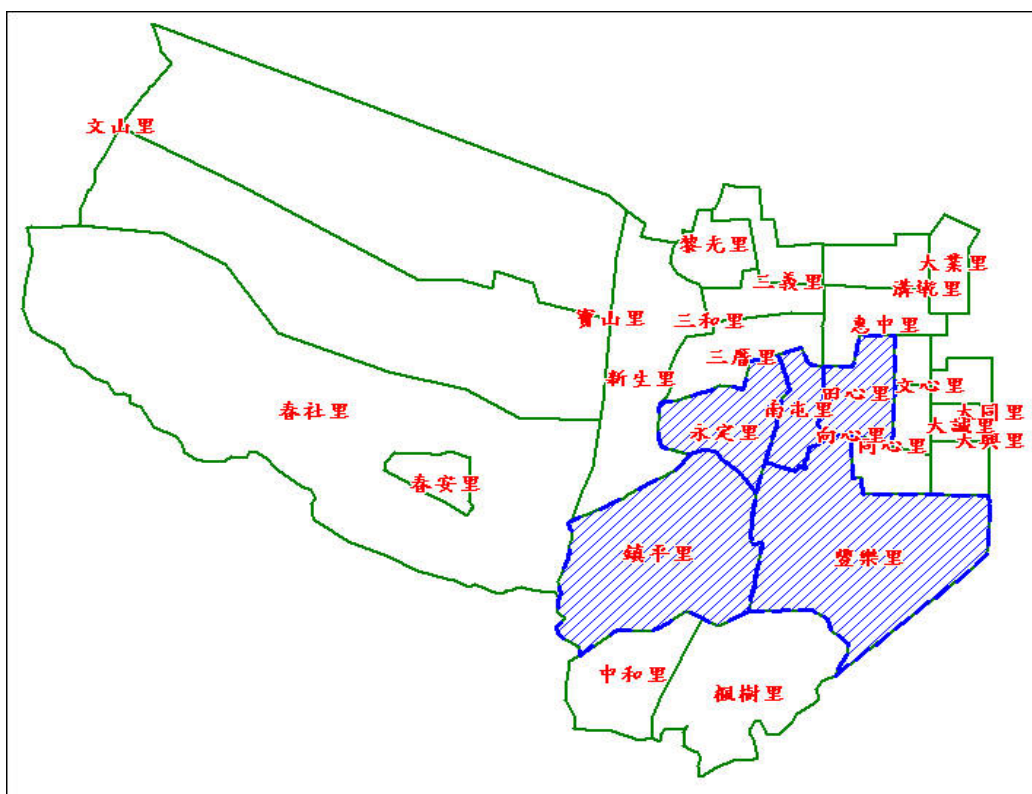 文山里
黎光里
大業里
三義里
溝墘里
寶山里
三和里
惠中里
三厝里
新生里
田心里
文心里
春社里
南屯里
大同里
大誠里
永定里
向心里
同心里
大興里
春安里
鎮平里
豐樂里
中和里
楓樹里